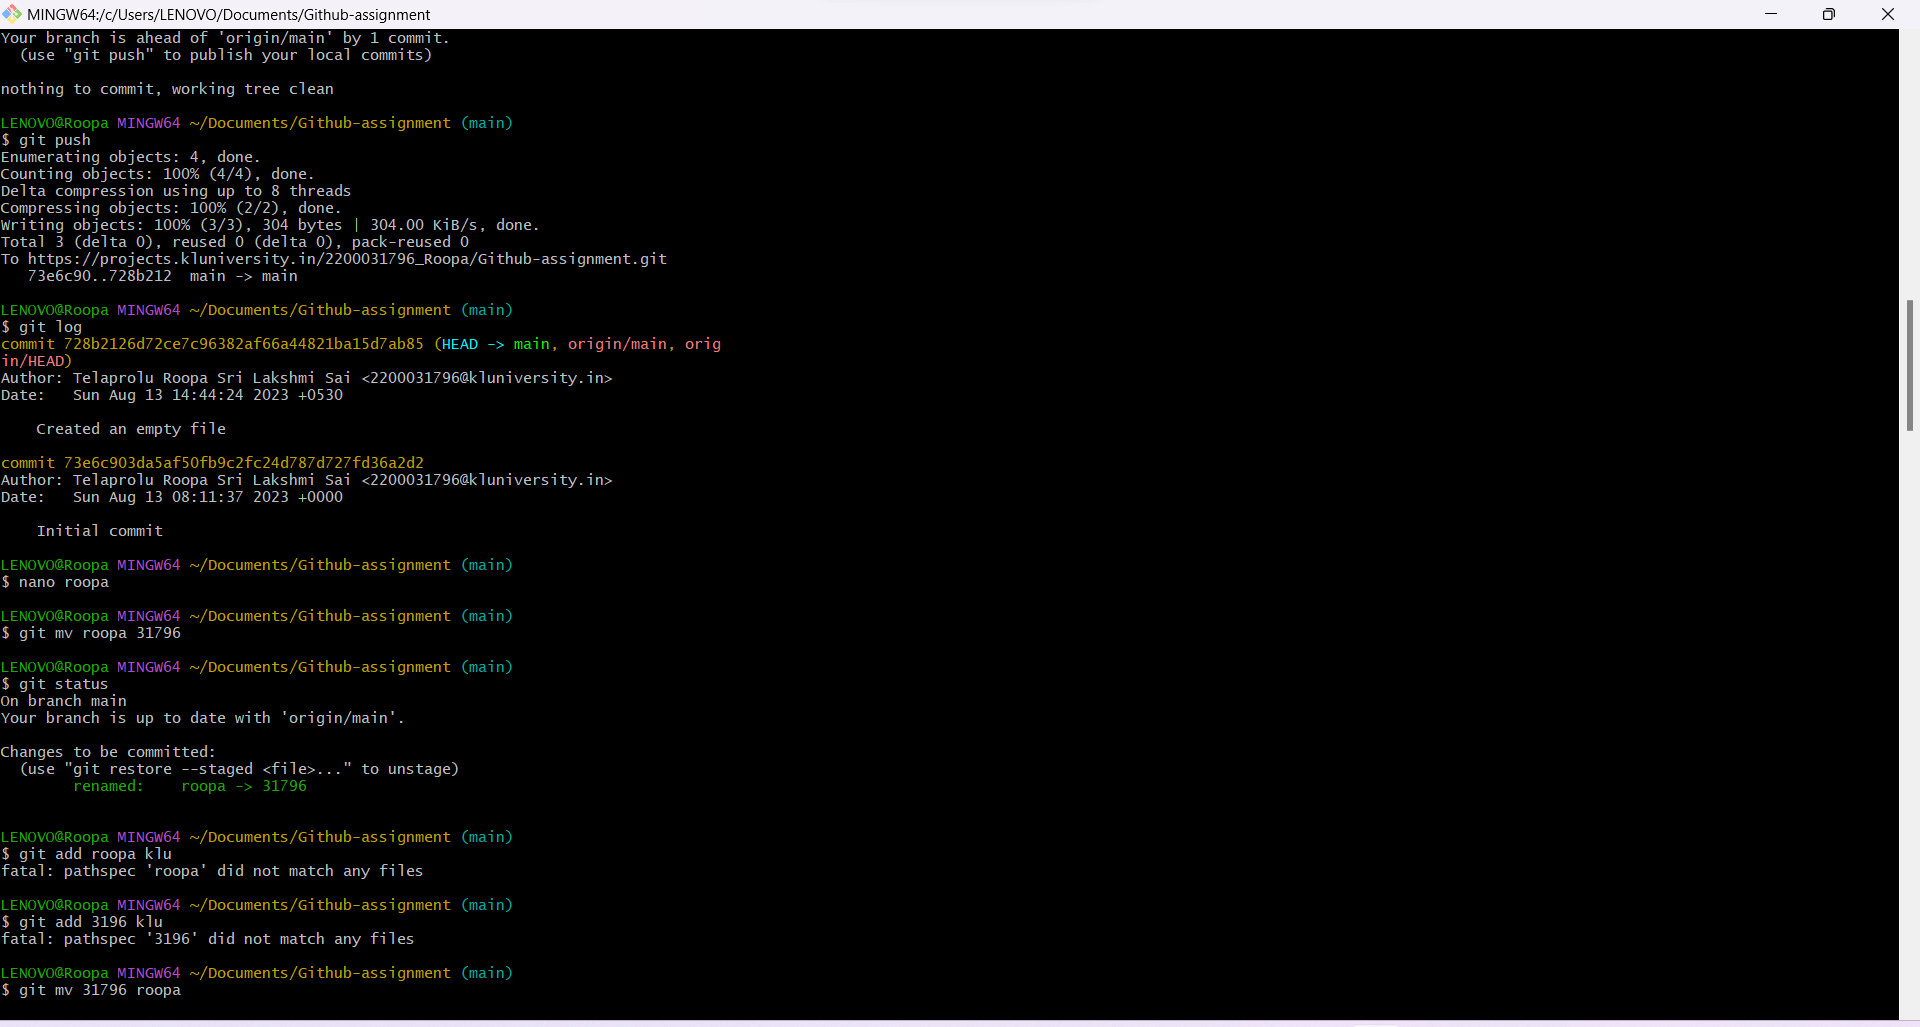 MINGW64:/c/Users/LENOVO/Documents/Github-assignment
Your branch is ahead of 'origin/main' by 1 commit.
  (use "git push" to publish your local commits)
nothing to commit, working tree clean
LENOVO@Roopa MINGW64 ~/Documents/Github-assignment (main)
$ git push
Enumerating objects: 4, done.
Counting objects: 100% (4/4), done.
Delta compression using up to 8 threads
Compressing objects: 100% (2/2), done.
Writing objects: 100% (3/3), 304 bytes | 304.00 KiB/s, done.
Total 3 (delta 0), reused 0 (delta 0), pack-reused 0
To https://projects.kluniversity.in/2200031796_Roopa/Github-assignment.git
   73e6c90..728b212  main -> main
LENOVO@Roopa MINGW64 ~/Documents/Github-assignment (main)
$ git log
commit 728b2126d72ce7c96382af66a44821ba15d7ab85 (HEAD -> main, origin/main, orig
in/HEAD)
Author: Telaprolu Roopa Sri Lakshmi Sai <2200031796@kluniversity.in>
Date:   Sun Aug 13 14:44:24 2023 +0530
    Created an empty file
commit 73e6c903da5af50fb9c2fc24d787d727fd36a2d2
Author: Telaprolu Roopa Sri Lakshmi Sai <2200031796@kluniversity.in>
Date:   Sun Aug 13 08:11:37 2023 +0000
    Initial commit
LENOVO@Roopa MINGW64 ~/Documents/Github-assignment (main)
$ nano roopa
LENOVO@Roopa MINGW64 ~/Documents/Github-assignment (main)
$ git mv roopa 31796
LENOVO@Roopa MINGW64 ~/Documents/Github-assignment (main)
$ git status
On branch main
Your branch is up to date with 'origin/main'.
Changes to be committed:
  (use "git restore --staged <file>..." to unstage)
        renamed:    roopa -> 31796
LENOVO@Roopa MINGW64 ~/Documents/Github-assignment (main)
$ git add roopa klu
fatal: pathspec 'roopa' did not match any files
LENOVO@Roopa MINGW64 ~/Documents/Github-assignment (main)
$ git add 3196 klu
fatal: pathspec '3196' did not match any files
LENOVO@Roopa MINGW64 ~/Documents/Github-assignment (main)
$ git mv 31796 roopa